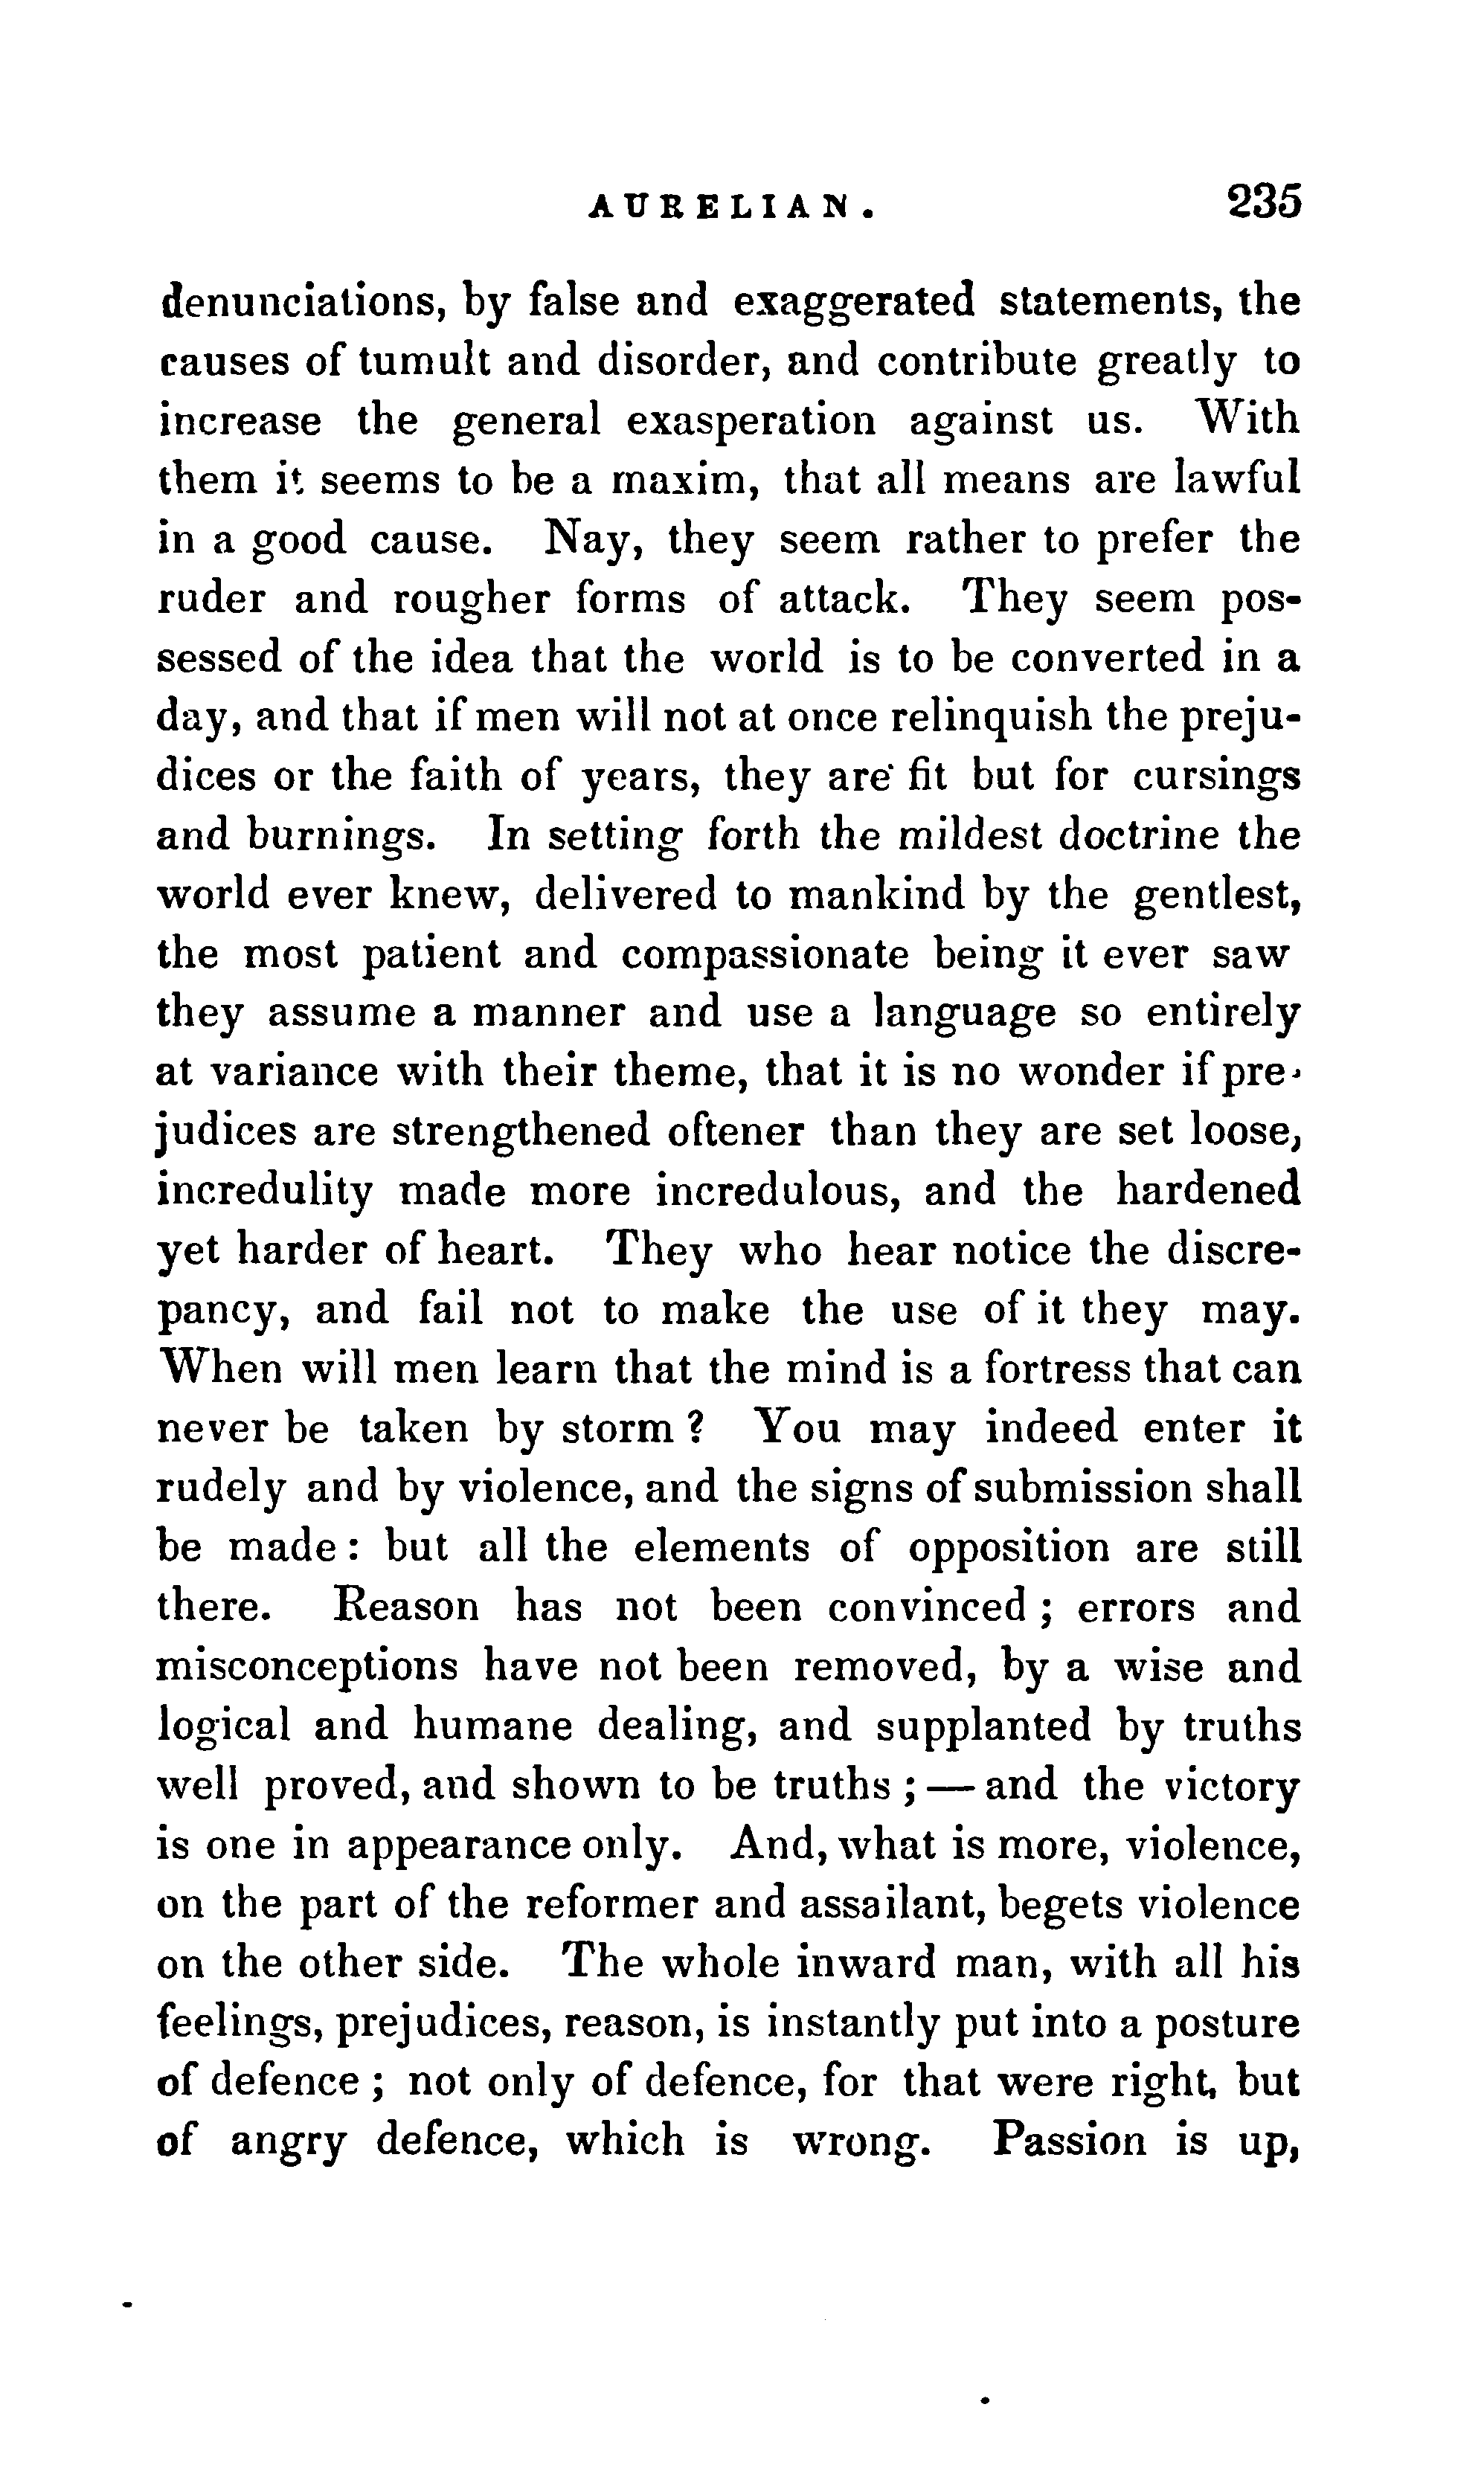 AURELIAN. 235
denunciations, by false and exaggerated statements, the
causes of tumult and disorder, and contribute greatly to
increase the general exasperation against us. With
them it seems to be a maxim, that all means are lawful
in a good cause. Nay, they seem rather to prefer the
ruder and rougher forms of attack. They seem pos-
sessed of the idea that the world is to be converted in a
day, and that if men will not at once relinquish the preju-
dices or the faith of years, they are fit but for cursings
and burnings. In setting forth the mildest doctrine the
world ever knew, delivered to mankind by the gentlest,
the most patient and compassionate being it ever saw
they assume a manner and use a language so entirely
at variance with their theme, that it is no wonder if pre-
judices are strengthened oftener than they are set loose,
incredulity made more incredulous, and the hardened
yet harder of heart. They who hear notice the discre-
pancy, and fail not to make the use of it they may.
When will men learn that the mind is a fortress that can
never be taken by storm? You may indeed enter it
rudely and by violence, and the signs of submission shall
be made: but all the elements of opposition are still
there. Reason has not been convinced; errors and
misconceptions have not been removed, by a wise and
logical and humane dealing, and supplanted by truths
well proved, and shown to be truths;—and the victory
is one in appearance only. And, what is more, violence,
on the part of the reformer and assailant, begets violence
on the other side. The whole inward man, with all his
feelings, prejudices, reason, is instantly put into a posture
of defence; not only of defence, for that were right, but
of angry defence, which is wrong. Passion is up,